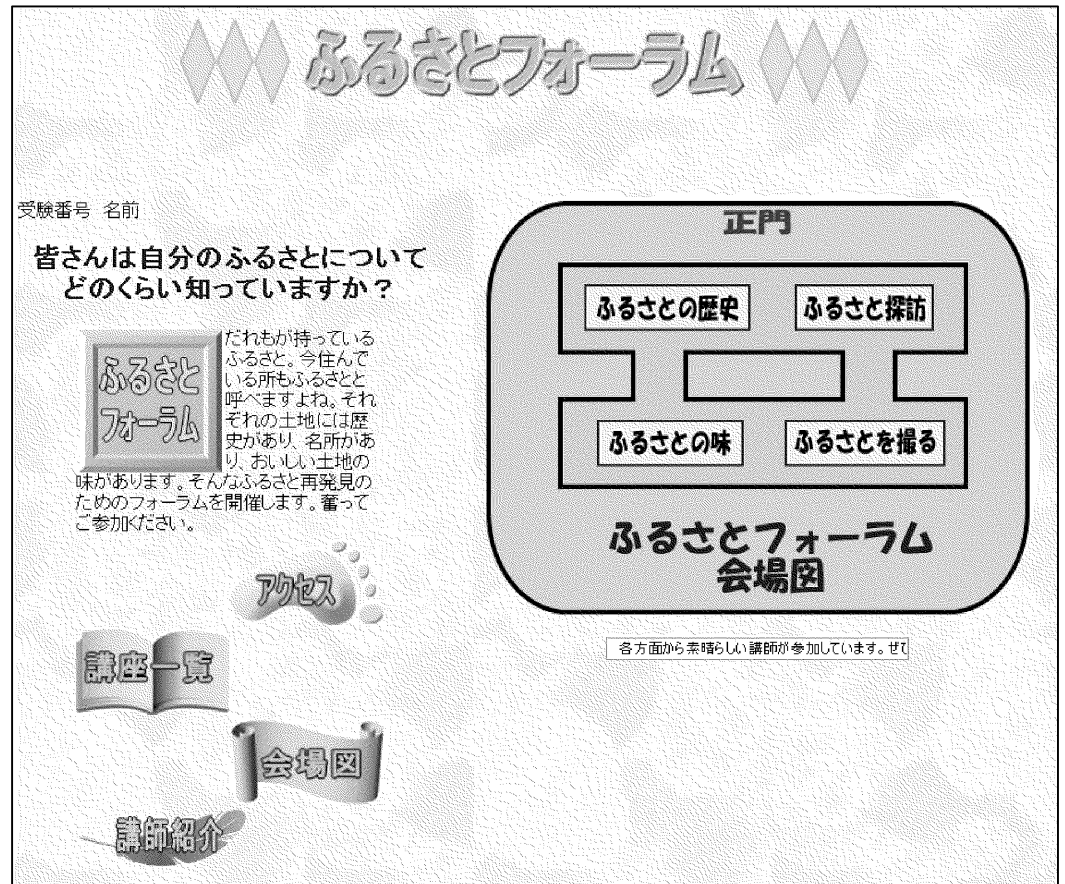 ふるさとフォーラム
受験番号 名前
皆さんは自分のふるさとについて
どのくらい知っていますか?
ふるさと
フォーラム
だれもが持っている
ふるさと。今住んで
いる所もふるさとと
呼べますよね。それ
ぞれの土地には歴
史があり、名所があ
り、おいしい土地の
味があります。そんなふるさと再発見の
ためのフォーラムを開催します。奮って
ご参加ください。
アクセス
講座一覧
会場図
講師紹介
正門
ふるさとの歴史 ふるさと探訪
ふるさとの味 ふるさとを撮る
ふるさとフォーラム
会場図
各方面から素晴らしい講師が参加しています。ぜひ